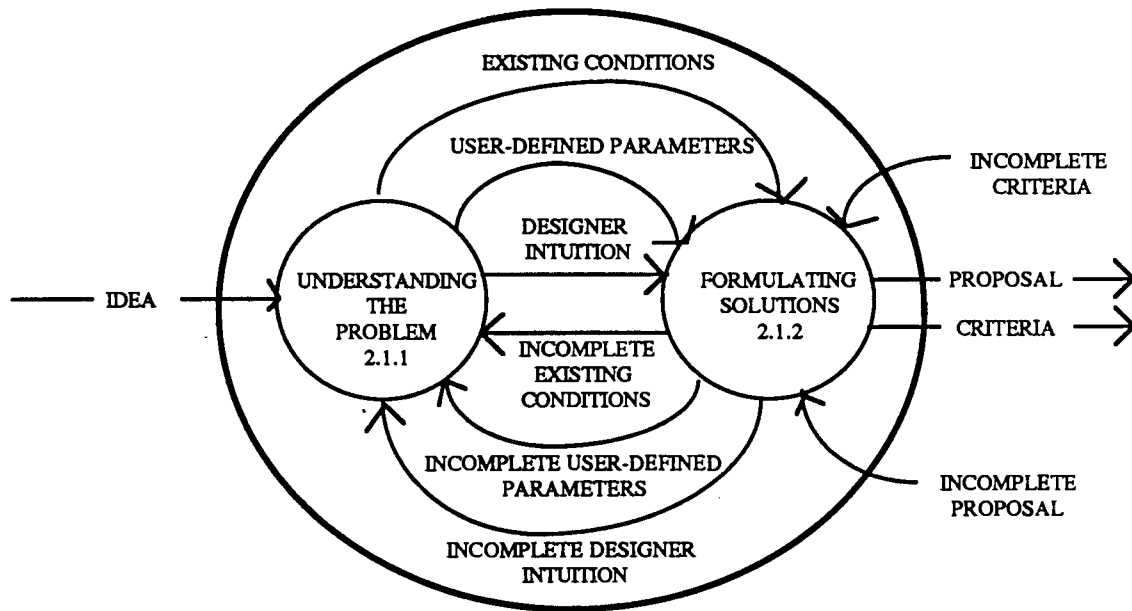 EXISTING CONDITIONS
USER-DEFINED PARAMETERS
INCOMPLETE
CRITERIA
DESIGNER
INTUITION
IDEA
UNDERSTANDING
THE
PROBLEM
2.1.1
FORMULATING
SOLUTIONS
2.1.2
PROPOSAL
CRITERIA
INCOMPLETE
EXISTING
CONDITIONS
INCOMPLETE USER-DEFINED
PARAMETERS
INCOMPLETE
PROPOSAL
INCOMPLETE DESIGNER
INTUITION